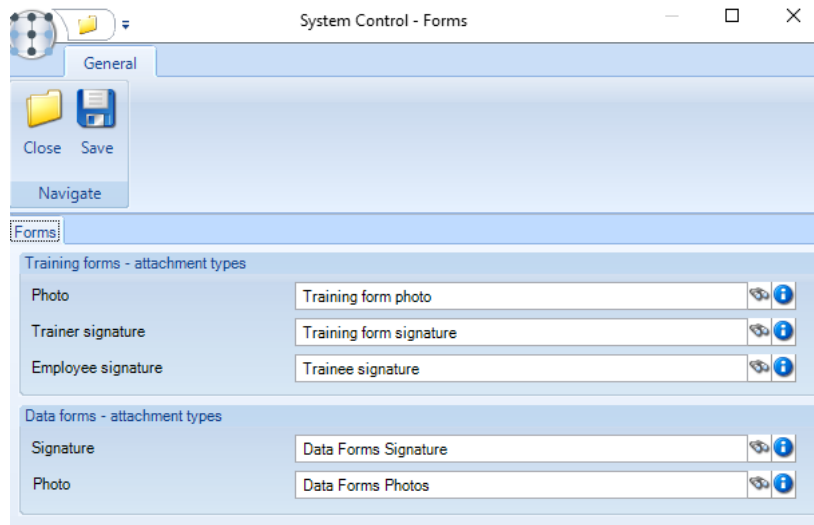 System Control - Forms
General
Close Save
Navigate
Forms
Training forms - attachment types
Photo Training form photo
Trainer signature Training form signature
Employee signature Trainee signature
Data forms - attachment types
Signature Data Forms Signature
Photo Data Forms Photos